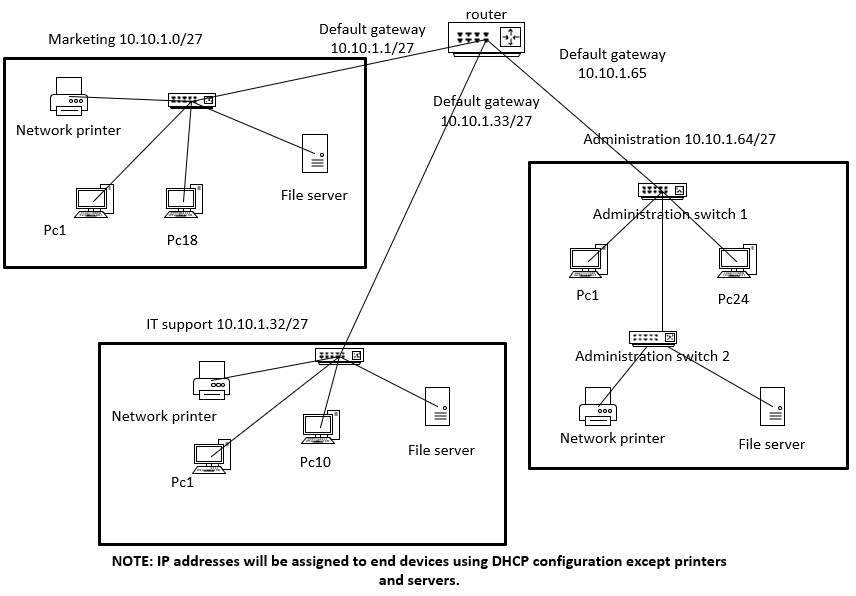 router
Marketing 10.10.1.0/27
Default gateway
10.10.1.1/27
Default gateway
10.10.1.65
Default gateway
10.10.1.33/27
Network printer
File server
Pc1
Pc18
Administration 10.10.1.64/27
Administration switch 1
Pc1
Pc24
Administration switch 2
Network printer
File server
IT support 10.10.1.32/27
Network printer
Pc1
Pc10
File server
NOTE: IP addresses will be assigned to end devices using DHCP configuration except printers
and servers.